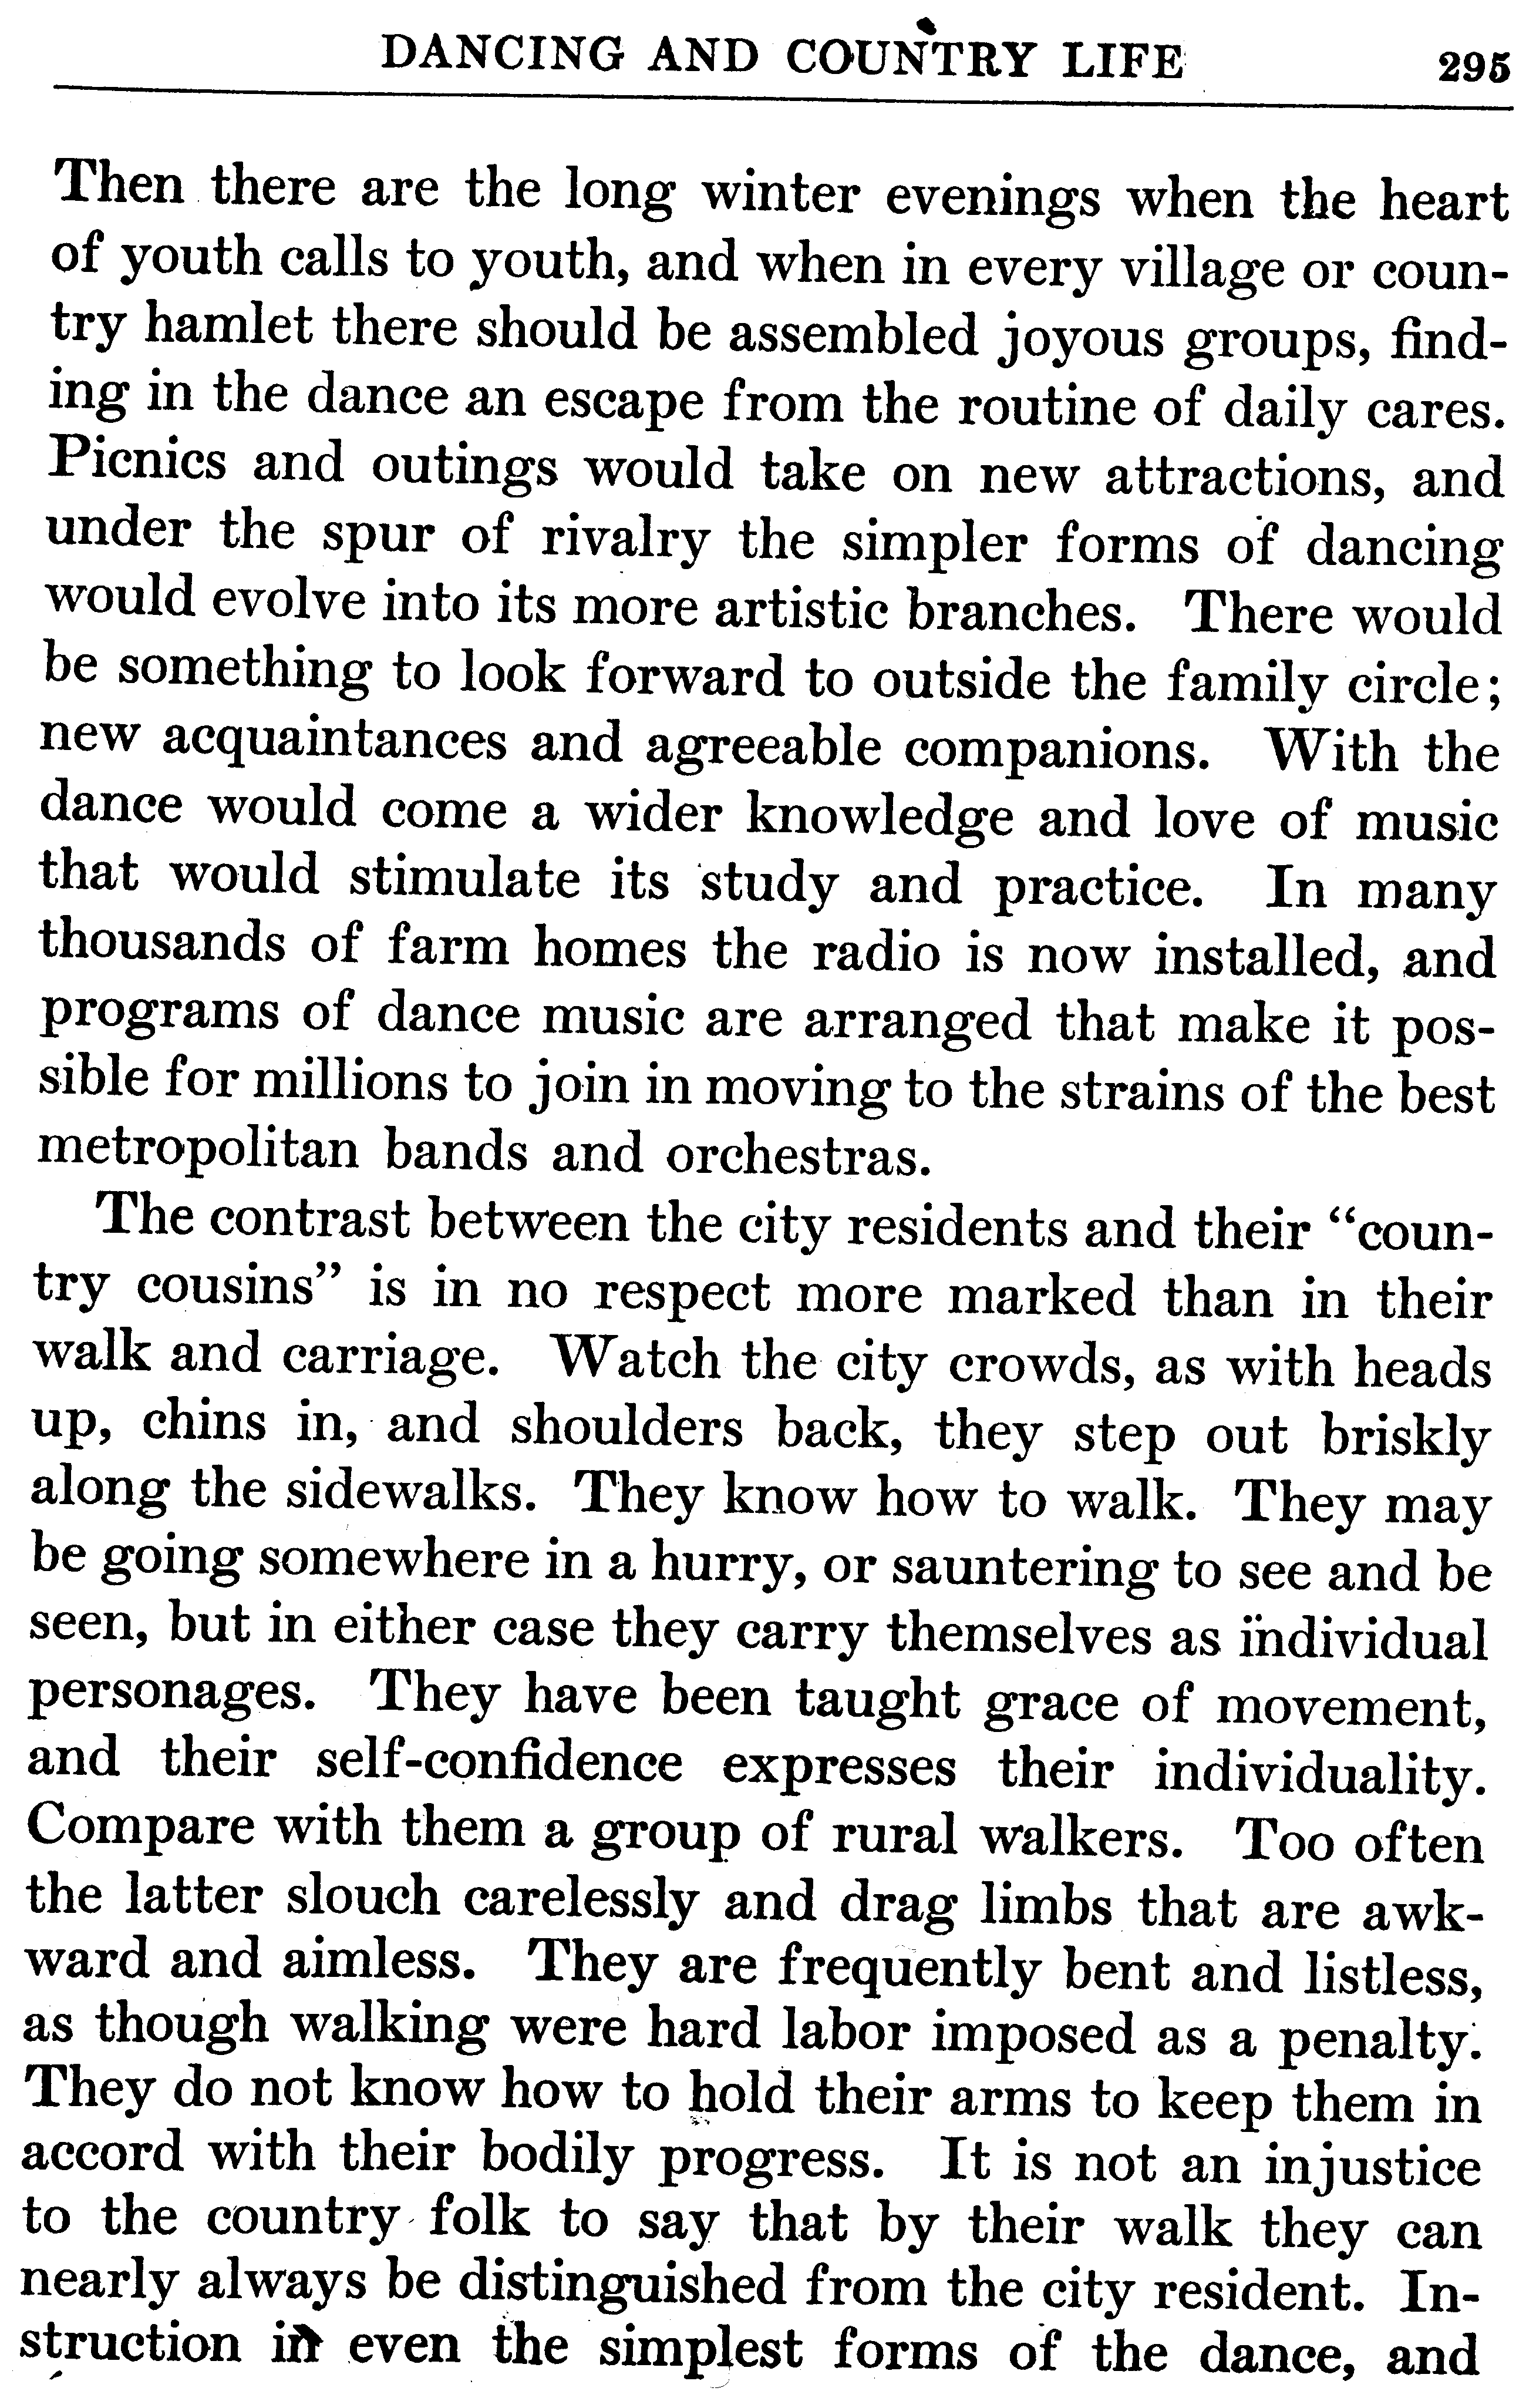 DANCING AND COUNTRY LIFE 295
Then there are the long winter evenings when the heart
of youth calls to youth, and when in every village or coun-
try hamlet there should be assembled joyous groups, find-
ing in the dance an escape from the routine of daily cares.
Picnics and outings would take on new attractions, and
under the spur of rivalry the simpler forms of dancing
would evolve into its more artistic branches. There would
be something to look forward to outside the family circle;
new acquaintances and agreeable companions. With the
dance would come a wider knowledge and love of music
that would stimulate its study and practice. In many
thousands of farm homes the radio is now installed, and
programs of dance music are arranged that make it pos-
sible for millions to join in moving to the strains of the best
metropolitan bands and orchestras.
The contrast between the city residents and their “coun-
try cousins” is in no respect more marked than in their
walk and carriage. Watch the city crowds, as with heads
up, chins in, and shoulders back, they step out briskly
along the sidewalks. They know how to walk. They may
be going somewhere in a hurry, or sauntering to see and be
seen, but in either case they carry themselves as individual
personages. They have been taught grace of movement,
and their self-confidence expresses their individuality.
Compare with them a group of rural walkers. Too often
the latter slouch carelessly and drag limbs that are awk-
ward and aimless. They are frequently bent and listless,
as though walking were hard labor imposed as a penalty.
They do not know how to hold their arms to keep them in
accord with their bodily progress. It is not an injustice
to the country folk to say that by their walk they can
nearly always be distinguished from the city resident. In-
struction in even the simplest forms of the dance, and